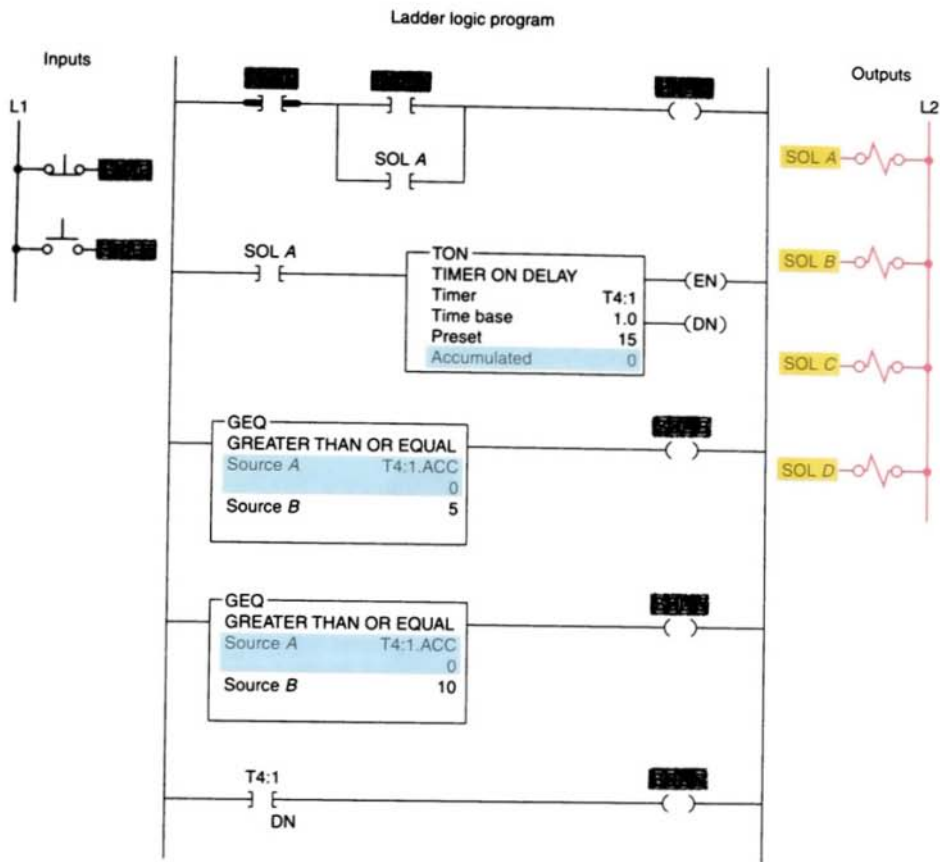 Ladder logic program
Inputs
Outputs
L1
L2
SOL A
SOL A
SOL B
SOL C
SOL D
SOL A
TON
TIMER ON DELAY
Timer T4:1
Time base 1.0
Preset 15
Accumulated 0
(EN)
(DN)
GEQ
GREATER THAN OR EQUAL
Source A T4:1.ACC
0
Source B 5
GEQ
GREATER THAN OR EQUAL
Source A T4:1.ACC
0
Source B 10
T4:1
DN